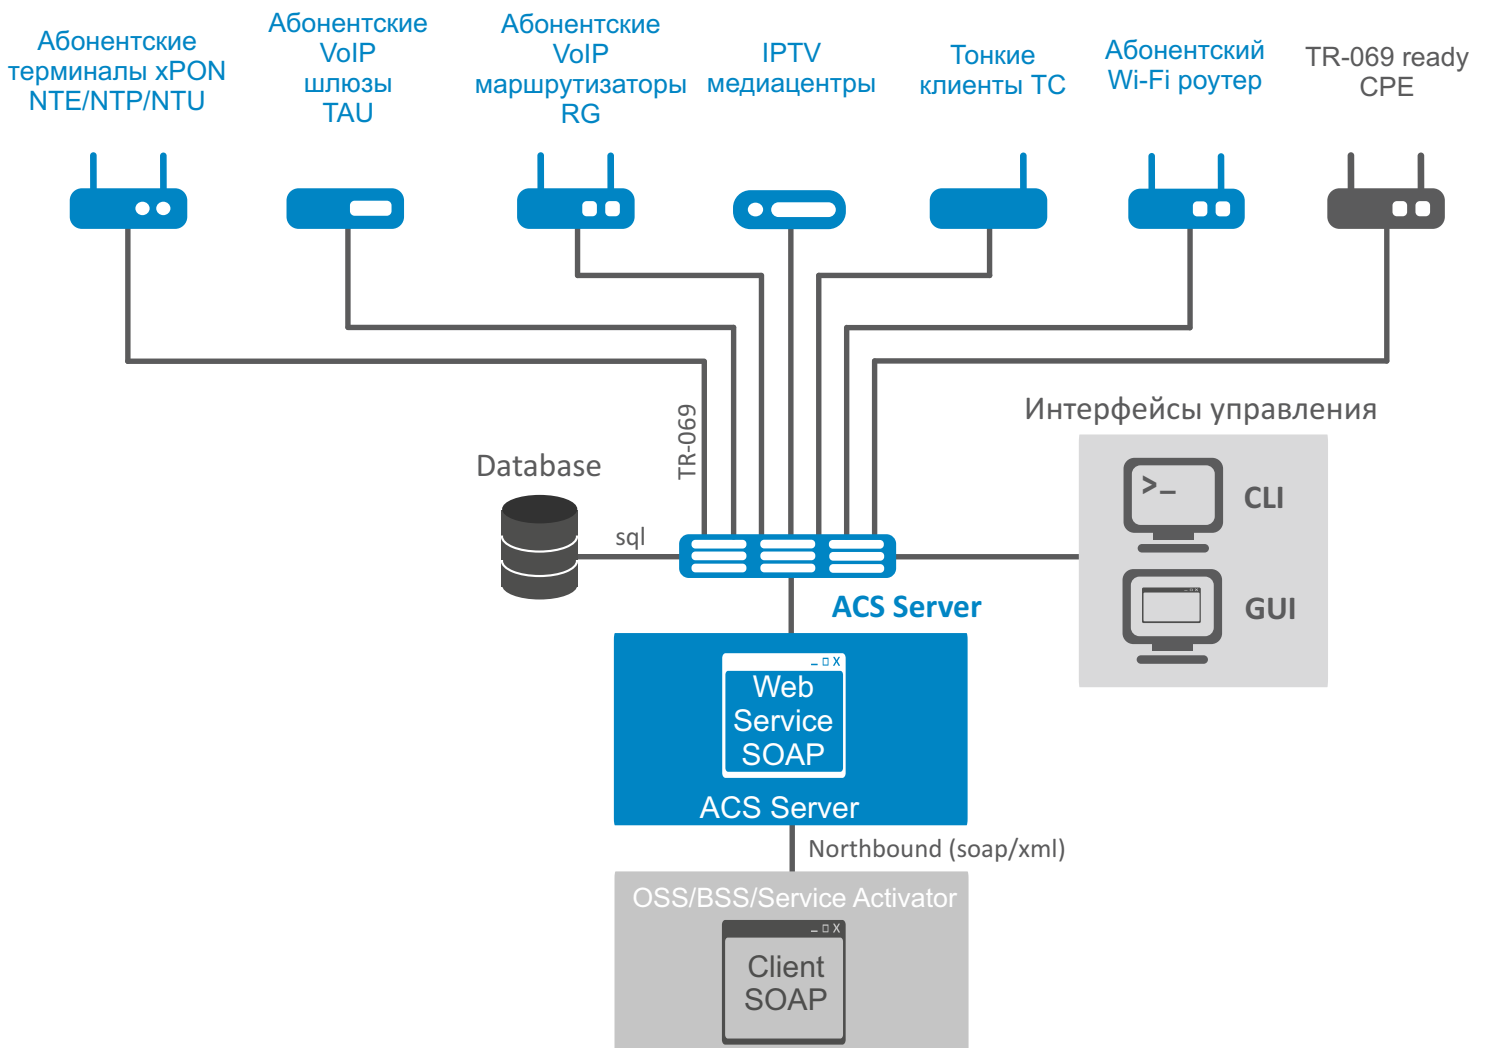 Абонентские
терминалы xPON
NTE/NTP/NTU
Абонентские
VoIP
шлюзы
TAU
Абонентские
VoIP
маршрутизаторы
RG
IPTV
медиацентры
Тонкие
клиенты TC
Абонентский
Wi-Fi роутер
TR-069 ready
CPE
TR-069
Интерфейсы управления
Database
sql
>_
CLI
GUI
ACS Server
Web
Service
SOAP
ACS Server
Northbound (soap/xml)
OSS/BSS/Service Activator
Client
SOAP